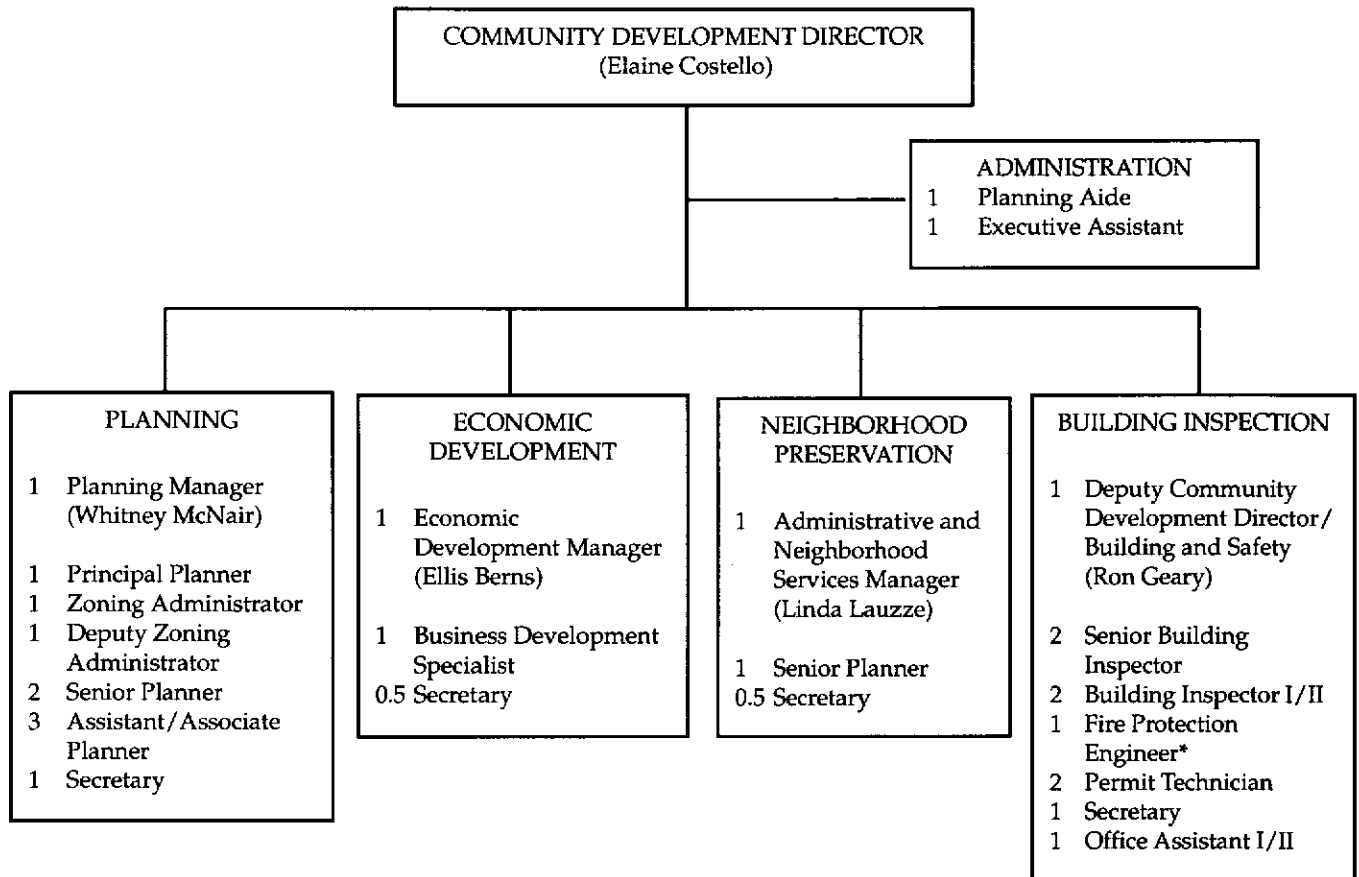 COMMUNITY DEVELOPMENT DIRECTOR
(Elaine Costello)
ADMINISTRATION
1 Planning Aide
1 Executive Assistant
PLANNING
1 Planning Manager
(Whitney McNair)
1 Principal Planner
1 Zoning Administrator
1 Deputy Zoning
Administrator
2 Senior Planner
3 Assistant/Associate
Planner
1 Secretary
ECONOMIC
DEVELOPMENT
1 Economic
Development Manager
(Ellis Berns)
1 Business Development
Specialist
0.5 Secretary
NEIGHBORHOOD
PRESERVATION
1 Administrative and
Neighborhood
Services Manager
(Linda Lauzze)
1 Senior Planner
0.5 Secretary
BUILDING INSPECTION
1 Deputy Community
Development Director/
Building and Safety
(Ron Geary)
2 Senior Building
Inspector
2 Building Inspector I/II
1 Fire Protection
Engineer*
2 Permit Technician
1 Secretary
1 Office Assistant I/II